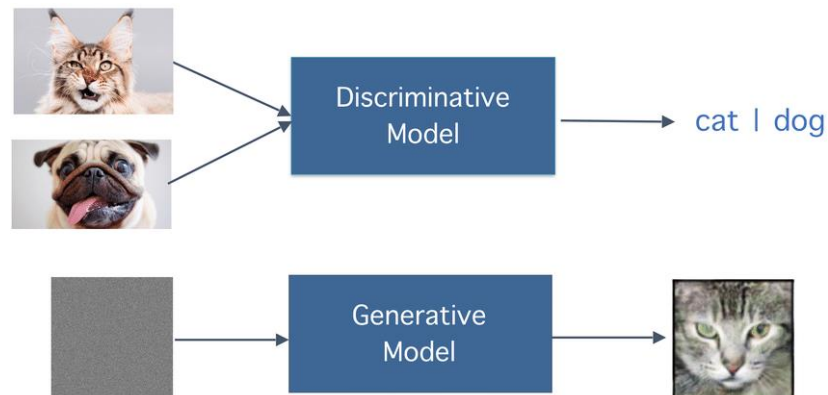 Discriminative
Model
cat | dog
Generative
Model